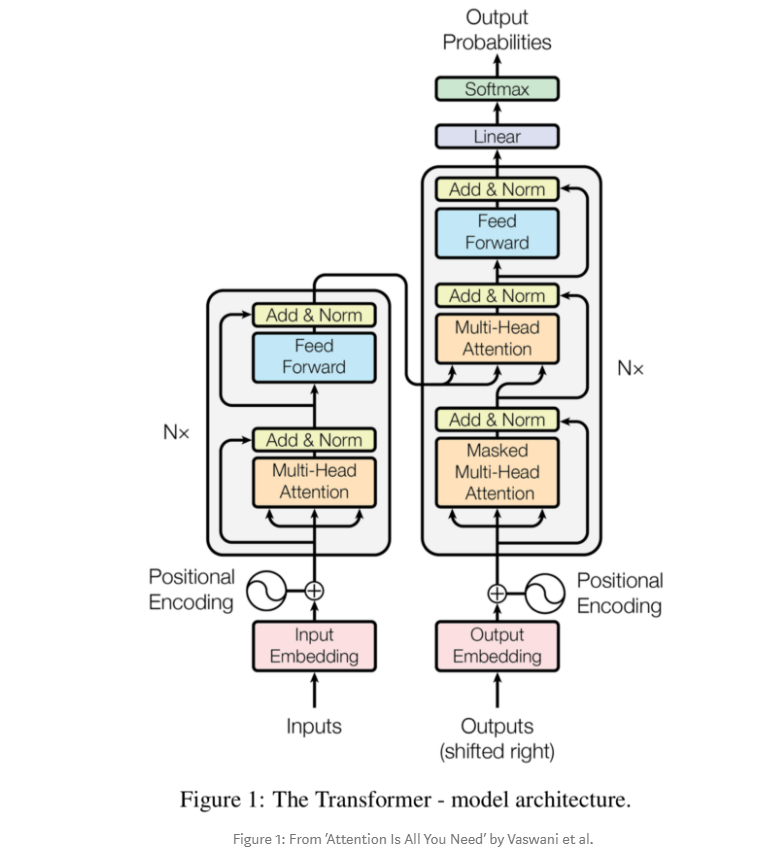 Output
Probabilities
Softmax
Linear
Add & Norm
Feed
Forward
Add & Norm
Multi-Head
Attention
N×
Add & Norm
Masked
Multi-Head
Attention
Add & Norm
Feed
Forward
N×
Add & Norm
Multi-Head
Attention
Positional
Encoding
Positional
Encoding
Input
Embedding
Output
Embedding
Inputs
Outputs
(shifted right)
Figure 1: The Transformer - model architecture.
Figure 1: From 'Attention Is All You Need' by Vaswani et al.